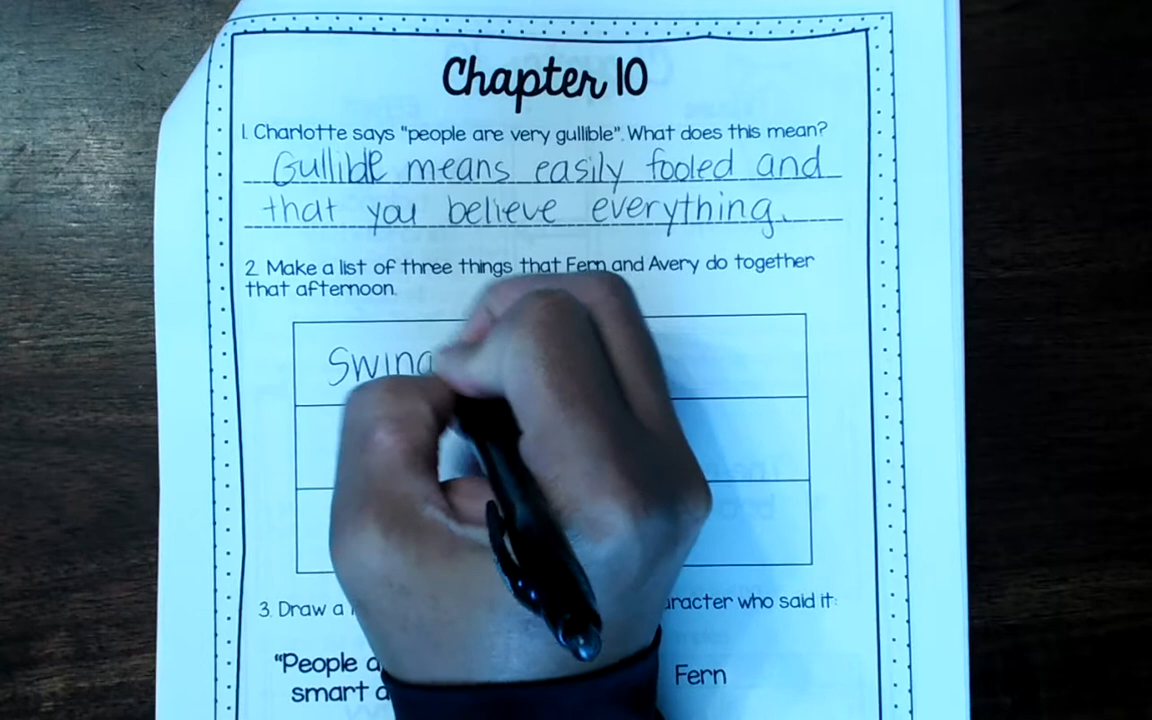 Chapter 10
1. Charlotte says "people are very gullible". What does this mean?
Gullible means easily fooled and
that you believe everything.
2. Make a list of three things that Fern and Avery do together
that afternoon.
Swing
3. Draw a character who said it:
"People a
smart a
Fern